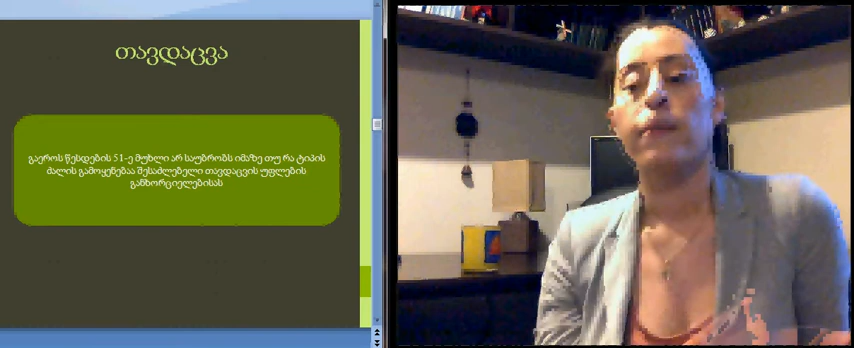 თავდაცვა
გაეროს წესდების 51-ე მუხლი არ საუბრობს იმაზე თუ რა ტიპის
ძალის გამოყენებაა შესაძლებელი თავდაცვის უფლების
განხორციელებისას